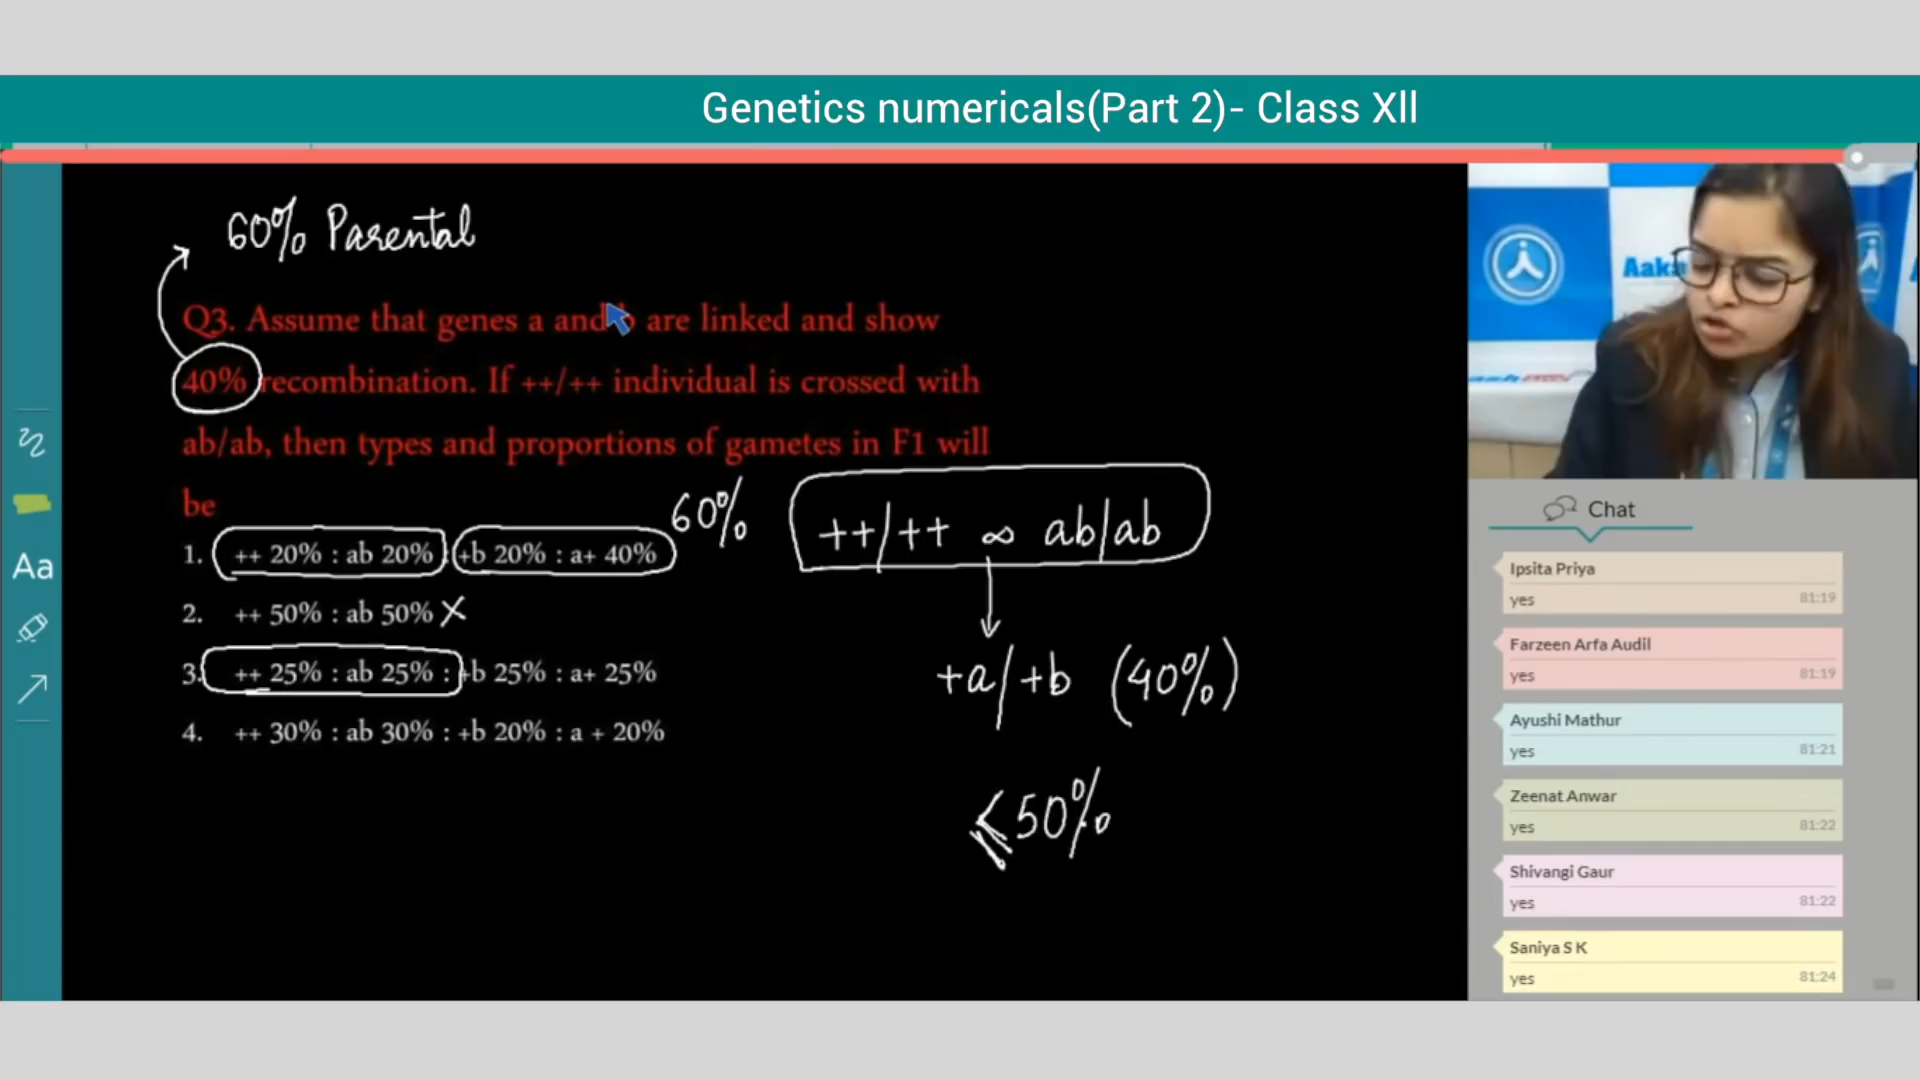 Genetics numericals(Part 2)- Class Xll
60% Parental
Q3. Assume that genes a and b are linked and show
40% recombination. If ++/++ individual is crossed with
ab/ab, then types and proportions of gametes in F1 will
be
60%
++/++ ∞ ab/ab
1. ++ 20% : ab 20% : +b 20% : a+ 40%
2. ++ 50% : ab 50% X
+a/+b (40%)
3. ++ 25% : ab 25% : +b 25% : a+ 25%
4. ++ 30% : ab 30% : +b 20% : a + 20%
⩽50%
Aa
Chat
Ipsita Priya
yes 81:19
Farzeen Arfa Audil
yes 81:19
Ayushi Mathur
yes 81:21
Zeenat Anwar
yes 81:22
Shivangi Gaur
yes 81:22
Saniya S K
yes 81:24